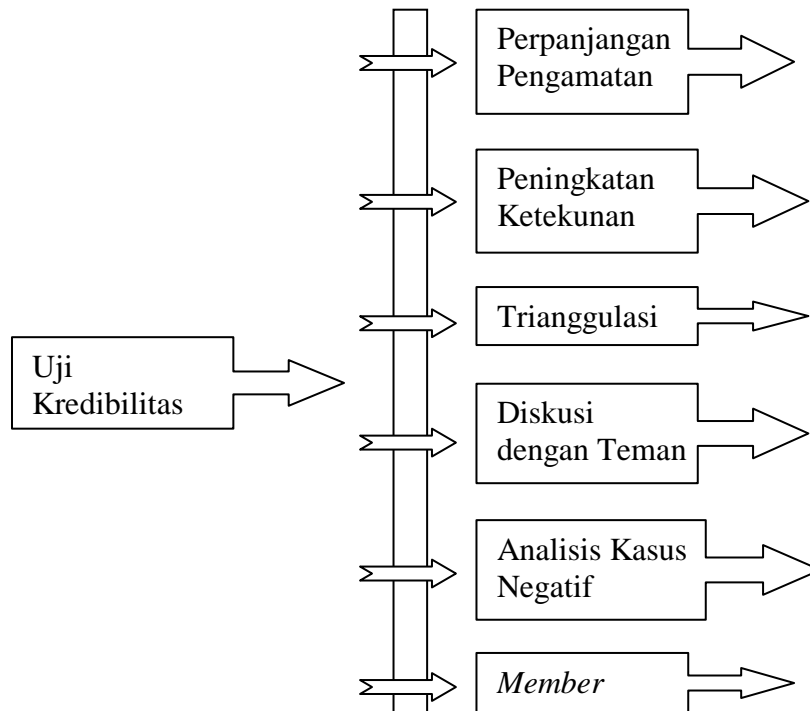 Perpanjangan
Pengamatan
Peningkatan
Ketekunan
Trianggulasi
Uji
Kredibilitas
Diskusi
dengan Teman
Analisis Kasus
Negatif
Member